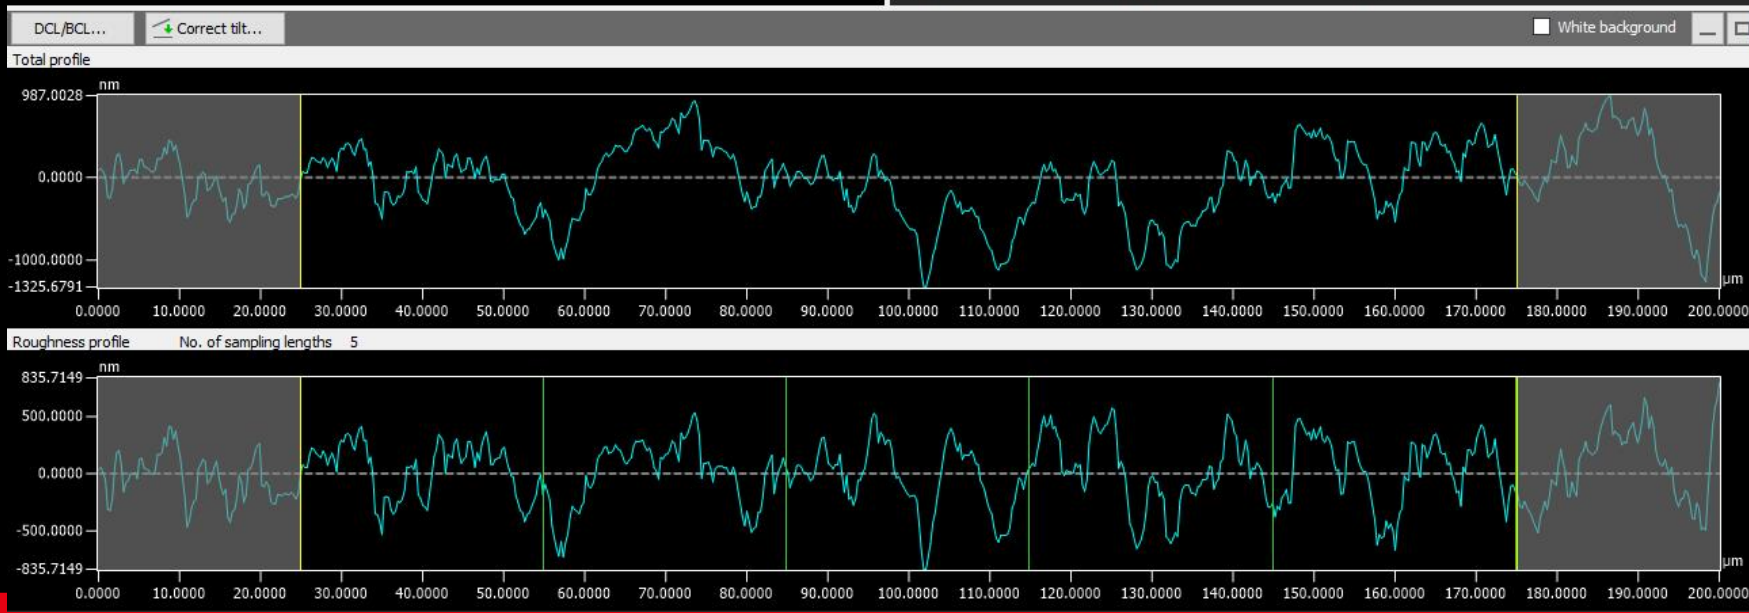 DCL/BCL... Correct tilt... White background
Total profile
nm
987.0028
0.0000
-1000.0000
-1325.6791
µm
0.0000 10.0000 20.0000 30.0000 40.0000 50.0000 60.0000 70.0000 80.0000 90.0000 100.0000 110.0000 120.0000 130.0000 140.0000 150.0000 160.0000 170.0000 180.0000 190.0000 200.0000
Roughness profile No. of sampling lengths 5
nm
835.7149
500.0000
0.0000
-500.0000
-835.7149
µm
0.0000 10.0000 20.0000 30.0000 40.0000 50.0000 60.0000 70.0000 80.0000 90.0000 100.0000 110.0000 120.0000 130.0000 140.0000 150.0000 160.0000 170.0000 180.0000 190.0000 200.0000